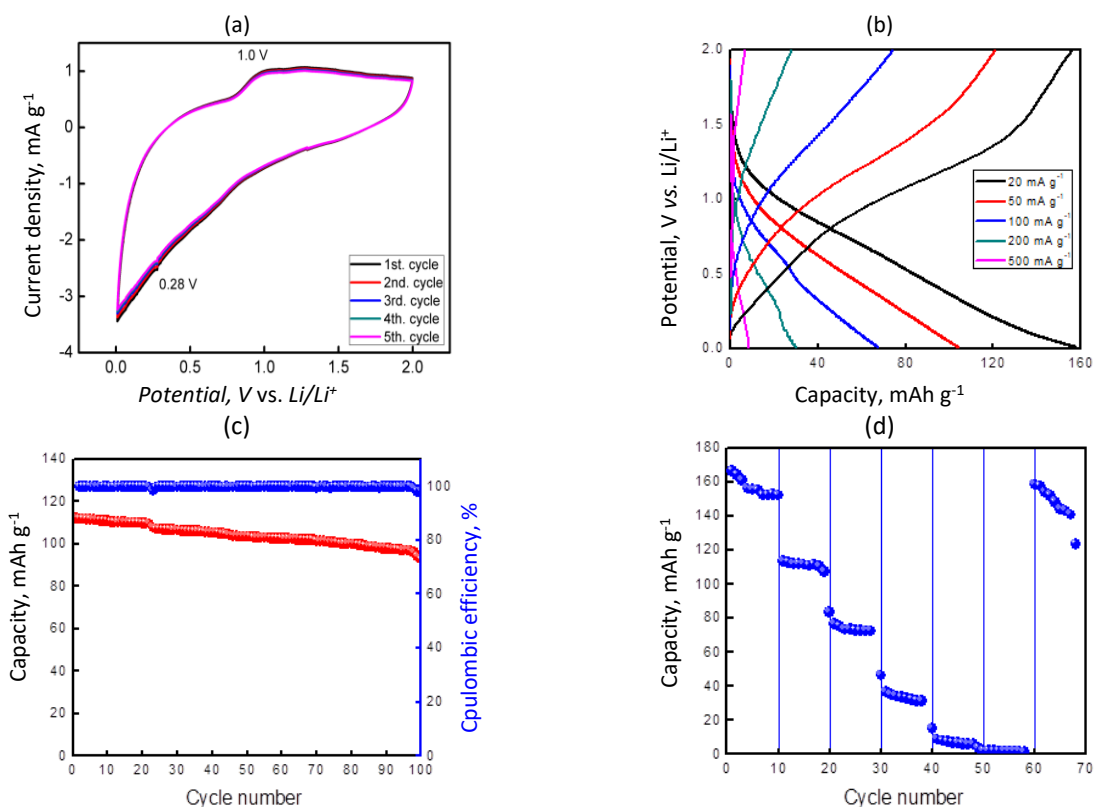 (a)
1.0 V
0.28 V
1
0
-1
-2
-3
-4
Current density, mA g⁻¹
1st. cycle
2nd. cycle
3rd. cycle
4th. cycle
5th. cycle
0.0 0.5 1.0 1.5 2.0
Potential, V vs. Li/Li⁺
(b)
2.0
1.5
1.0
0.5
0.0
Potential, V vs. Li/Li⁺
20 mA g⁻¹
50 mA g⁻¹
100 mA g⁻¹
200 mA g⁻¹
500 mA g⁻¹
0 40 80 120 160
Capacity, mAh g⁻¹
(c)
140
120
100
80
60
40
20
0
Capacity, mAh g⁻¹
100
80
60
40
20
0
Cpulombic efficiency, %
0 10 20 30 40 50 60 70 80 90 100
Cycle number
(d)
180
160
140
120
100
80
60
40
20
0
Capacity, mAh g⁻¹
0 10 20 30 40 50 60 70
Cycle number